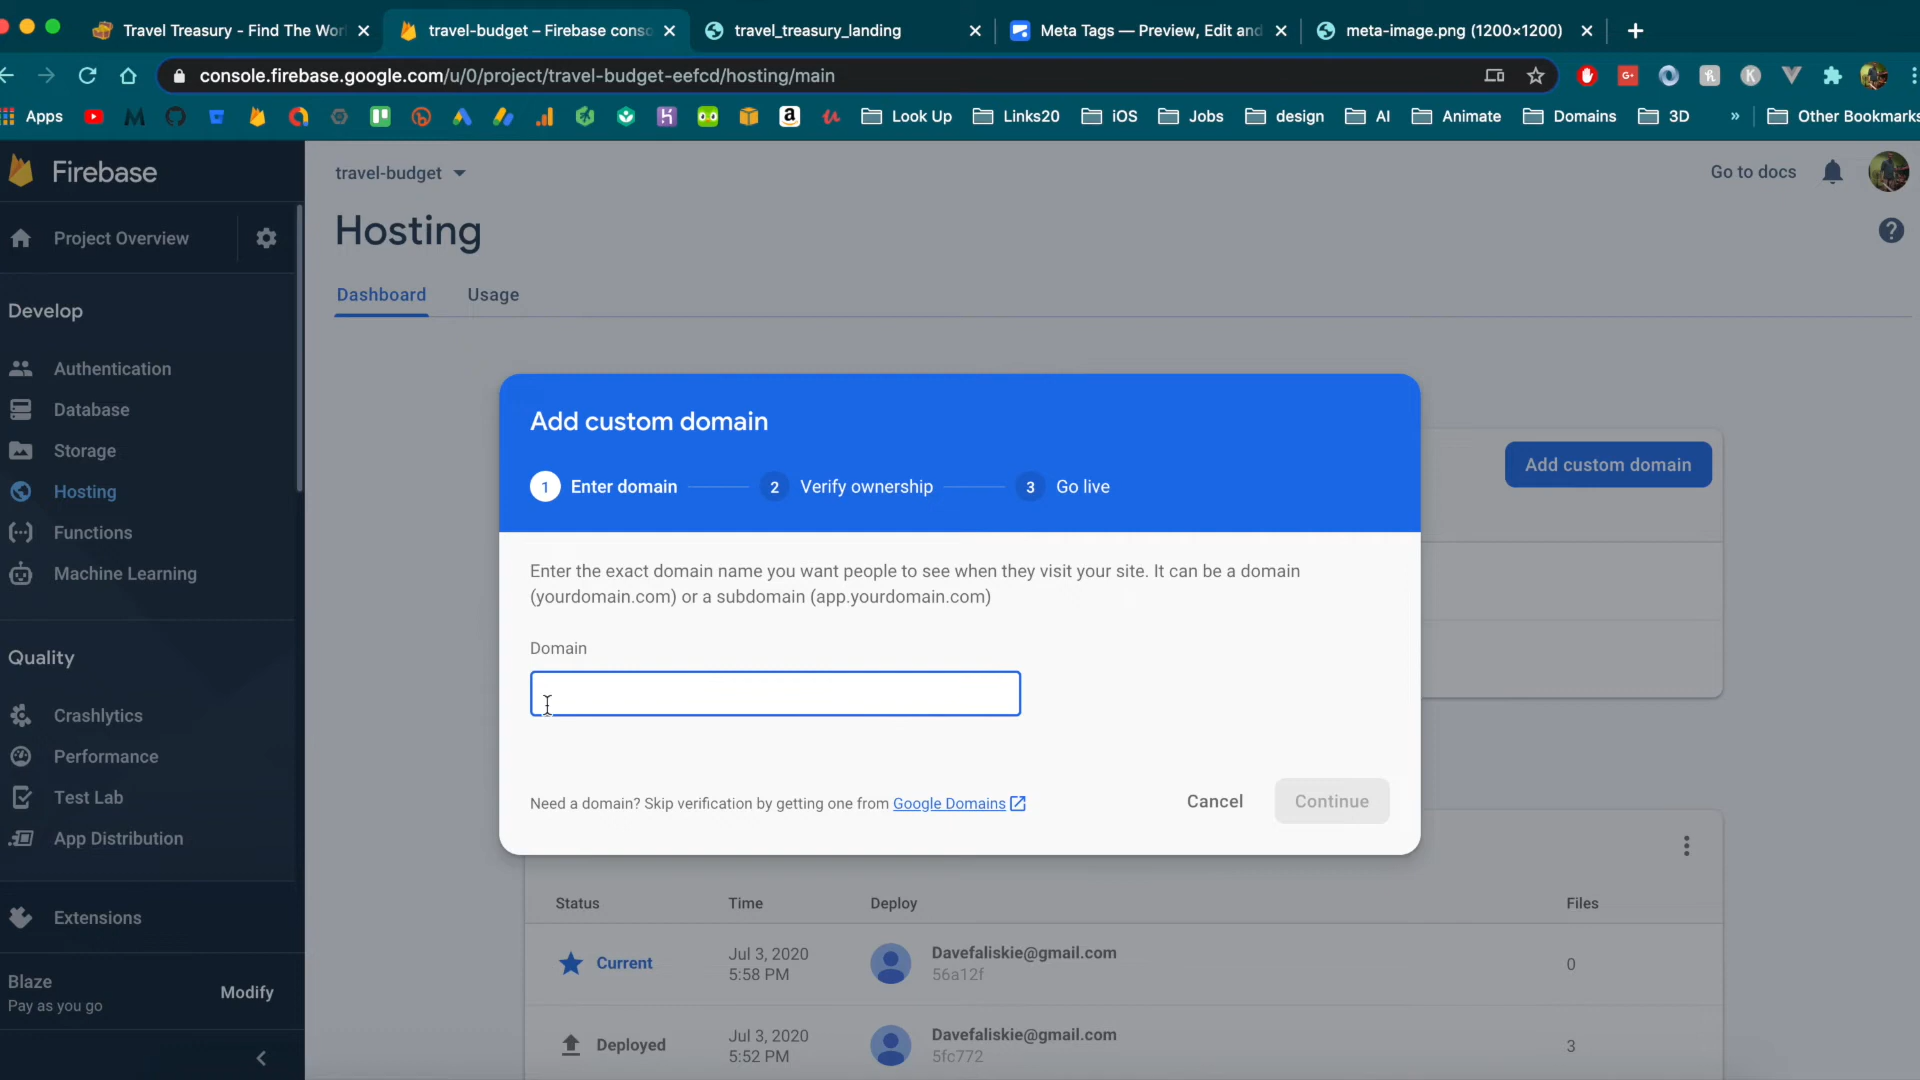 Travel Treasury - Find The Wor
travel-budget – Firebase conso
travel_treasury_landing
Meta Tags — Preview, Edit and
meta-image.png (1200×1200)
console.firebase.google.com/u/0/project/travel-budget-eefcd/hosting/main
Apps
Look Up
Links20
iOS
Jobs
design
AI
Animate
Domains
3D
»
Other Bookmarks
Firebase
travel-budget
Go to docs
Project Overview
Hosting
Dashboard
Usage
Develop
Authentication
Database
Storage
Hosting
Functions
Machine Learning
Quality
Crashlytics
Performance
Test Lab
App Distribution
Extensions
Blaze
Pay as you go
Modify
Add custom domain
Add custom domain
1 Enter domain
2 Verify ownership
3 Go live
Enter the exact domain name you want people to see when they visit your site. It can be a domain
(yourdomain.com) or a subdomain (app.yourdomain.com)
Domain
Need a domain? Skip verification by getting one from Google Domains
Cancel
Continue
Status Time Deploy Files
Current
Jul 3, 2020
5:58 PM
Davefaliskie@gmail.com
56a12f
0
Deployed
Jul 3, 2020
5:52 PM
Davefaliskie@gmail.com
5fc772
3